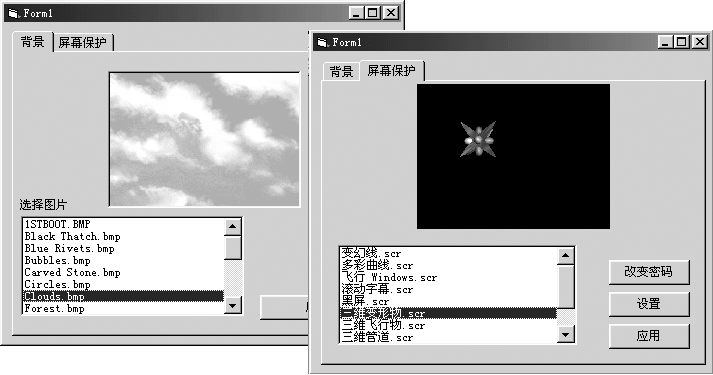 Form1
背景 屏幕保护
选择图片
1STBOOT.BMP
Black Thatch.bmp
Blue Rivets.bmp
Bubbles.bmp
Carved Stone.bmp
Circles.bmp
Clouds.bmp
Forest.bmp
Form1
背景 屏幕保护
变幻线.scr
多彩曲线.scr
飞行 Windows.scr
滚动字幕.scr
黑屏.scr
三维变形物.scr
三维飞行物.scr
三维管道.scr
改变密码
设置
应用